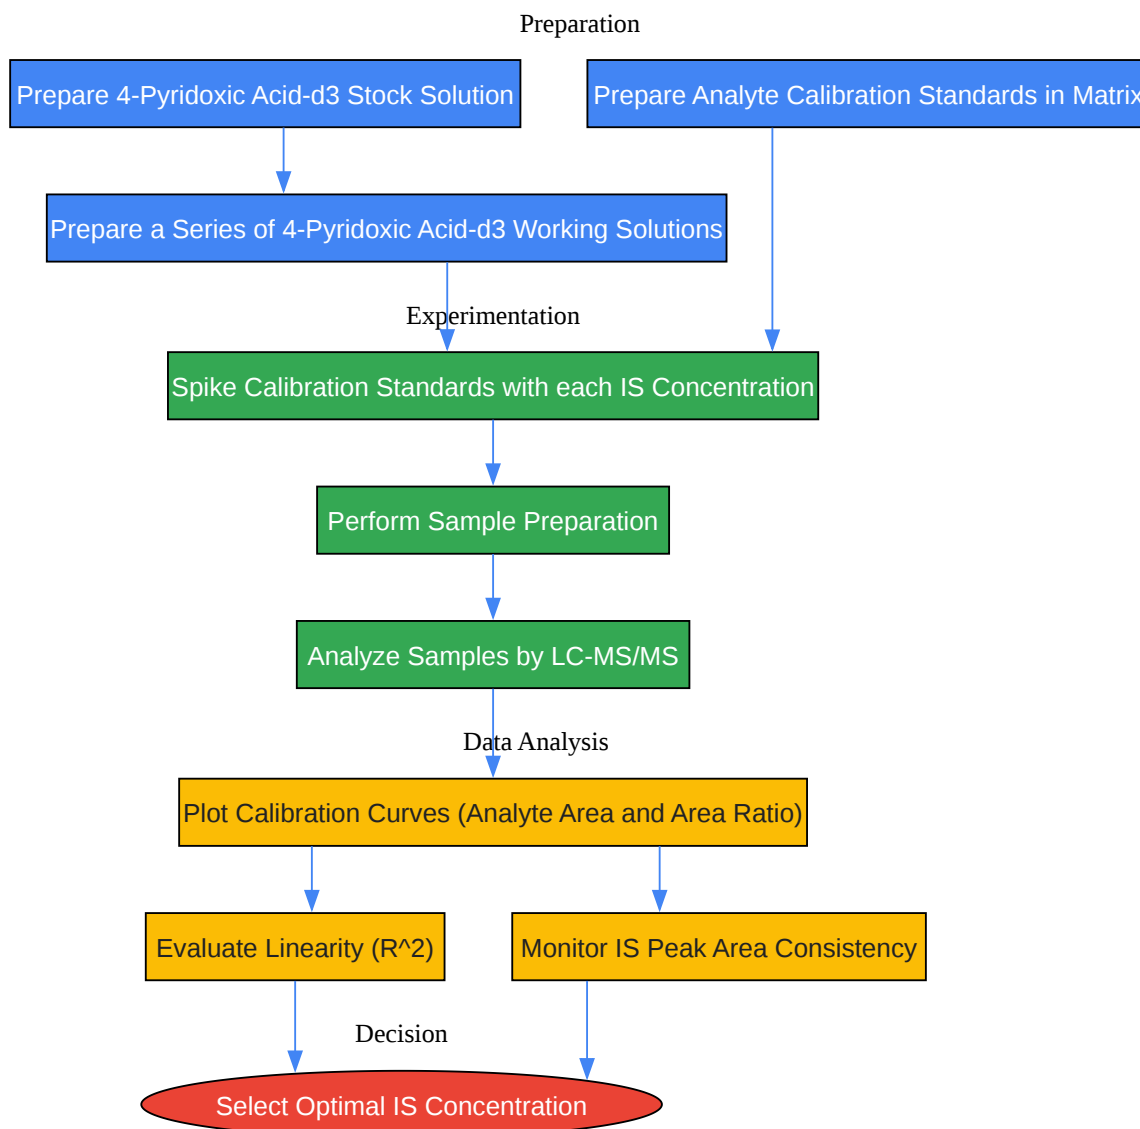 Preparation
Prepare 4-Pyridoxic Acid-d3 Stock Solution
Prepare Analyte Calibration Standards in Matrix
Prepare a Series of 4-Pyridoxic Acid-d3 Working Solutions
Experimentation
Spike Calibration Standards with each IS Concentration
Perform Sample Preparation
Analyze Samples by LC-MS/MS
Data Analysis
Plot Calibration Curves (Analyte Area and Area Ratio)
Evaluate Linearity (R^2)
Monitor IS Peak Area Consistency
Decision
Select Optimal IS Concentration